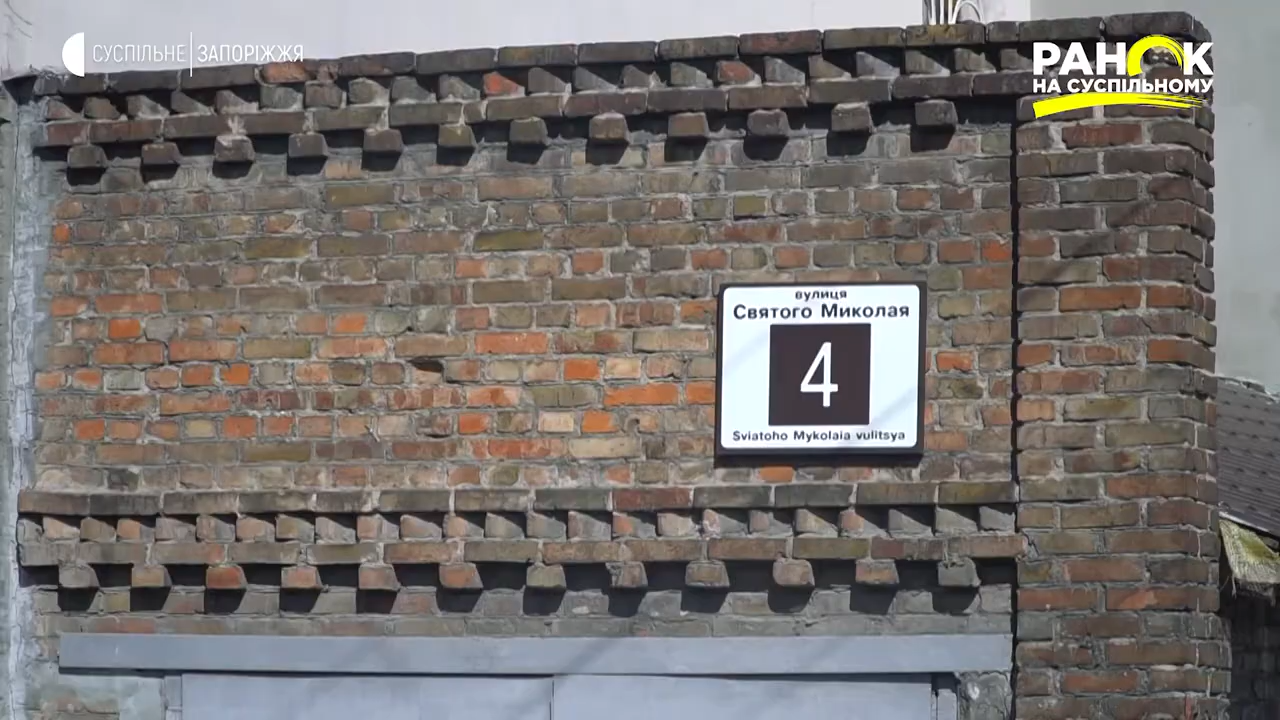 СУСПІЛЬНЕ ЗАПОРІЖЖЯ
РАНОК
НА СУСПІЛЬНОМУ
вулиця
Святого Миколая
4
Sviatoho Mykolaia vulitsya